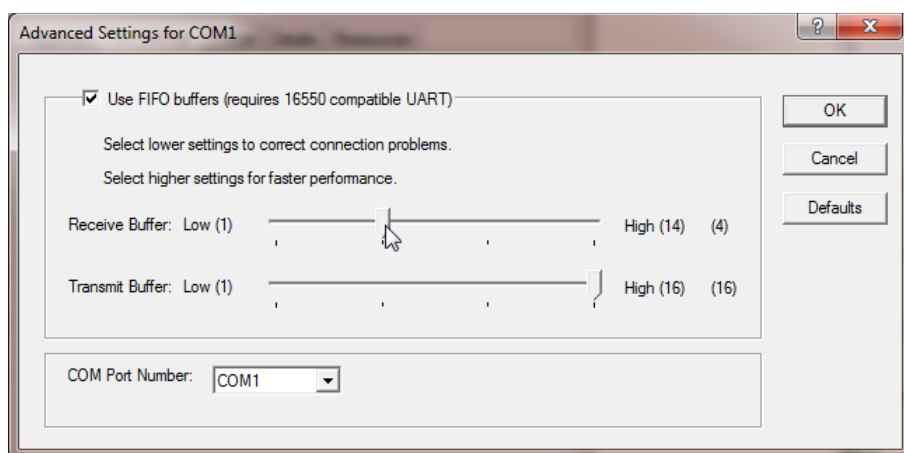 Advanced Settings for COM1
Use FIFO buffers (requires 16550 compatible UART)
OK
Select lower settings to correct connection problems.
Cancel
Select higher settings for faster performance.
Defaults
Receive Buffer: Low (1) High (14) (4)
Transmit Buffer: Low (1) High (16) (16)
COM Port Number: COM1